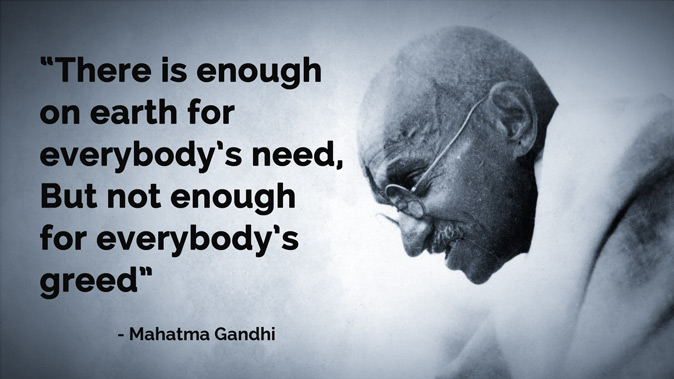 “There is enough
on earth for
everybody’s need,
But not enough
for everybody’s
greed”
- Mahatma Gandhi